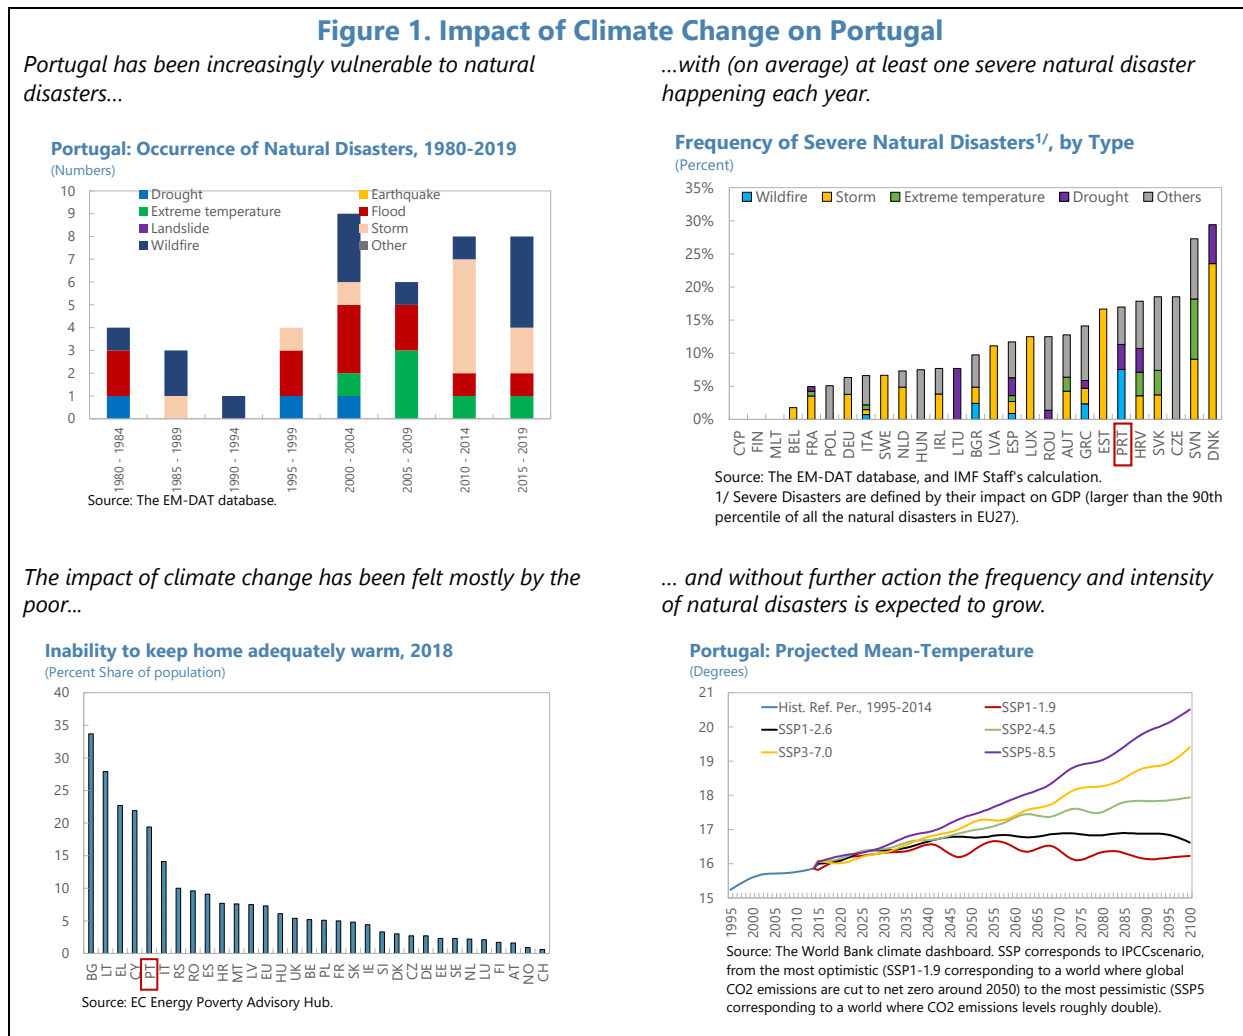 Figure 1. Impact of Climate Change on Portugal
Portugal has been increasingly vulnerable to natural
disasters...
Portugal: Occurrence of Natural Disasters, 1980-2019
(Numbers)
10
9
8
7
6
5
4
3
2
1
0
Drought
Earthquake
Extreme temperature
Flood
Landslide
Storm
Wildfire
Other
1980 - 1984
1985 - 1989
1990 - 1994
1995 - 1999
2000 - 2004
2005 - 2009
2010 - 2014
2015 - 2019
Source: The EM-DAT database.
...with (on average) at least one severe natural disaster
happening each year.
Frequency of Severe Natural Disasters1/, by Type
(Percent)
35%
30%
25%
20%
15%
10%
5%
0%
Wildfire
Storm
Extreme temperature
Drought
Others
CYP
FIN
MLT
BEL
FRA
POL
DEU
ITA
SWE
NLD
HUN
IRL
LTU
BGR
LVA
ESP
LUX
ROU
AUT
GRC
EST
PRT
HRV
SVK
CZE
SVN
DNK
Source: The EM-DAT database, and IMF Staff's calculation.
1/ Severe Disasters are defined by their impact on GDP (larger than the 90th
percentile of all the natural disasters in EU27).
The impact of climate change has been felt mostly by the
poor...
Inability to keep home adequately warm, 2018
(Percent Share of population)
40
35
30
25
20
15
10
5
0
BG
LT
EL
CY
PT
IT
RS
RO
ES
HR
MT
LV
EU
HU
UK
BE
PL
FR
SK
IE
SI
DK
CZ
DE
EE
SE
NL
LU
FI
AT
NO
CH
Source: EC Energy Poverty Advisory Hub.
... and without further action the frequency and intensity
of natural disasters is expected to grow.
Portugal: Projected Mean-Temperature
(Degrees)
21
20
19
18
17
16
15
Hist. Ref. Per., 1995-2014
SSP1-1.9
SSP1-2.6
SSP2-4.5
SSP3-7.0
SSP5-8.5
1995
2000
2005
2010
2015
2020
2025
2030
2035
2040
2045
2050
2055
2060
2065
2070
2075
2080
2085
2090
2095
2100
Source: The World Bank climate dashboard. SSP corresponds to IPCCscenario,
from the most optimistic (SSP1-1.9 corresponding to a world where global
CO2 emissions are cut to net zero around 2050) to the most pessimistic (SSP5
corresponding to a world where CO2 emissions levels roughly double).